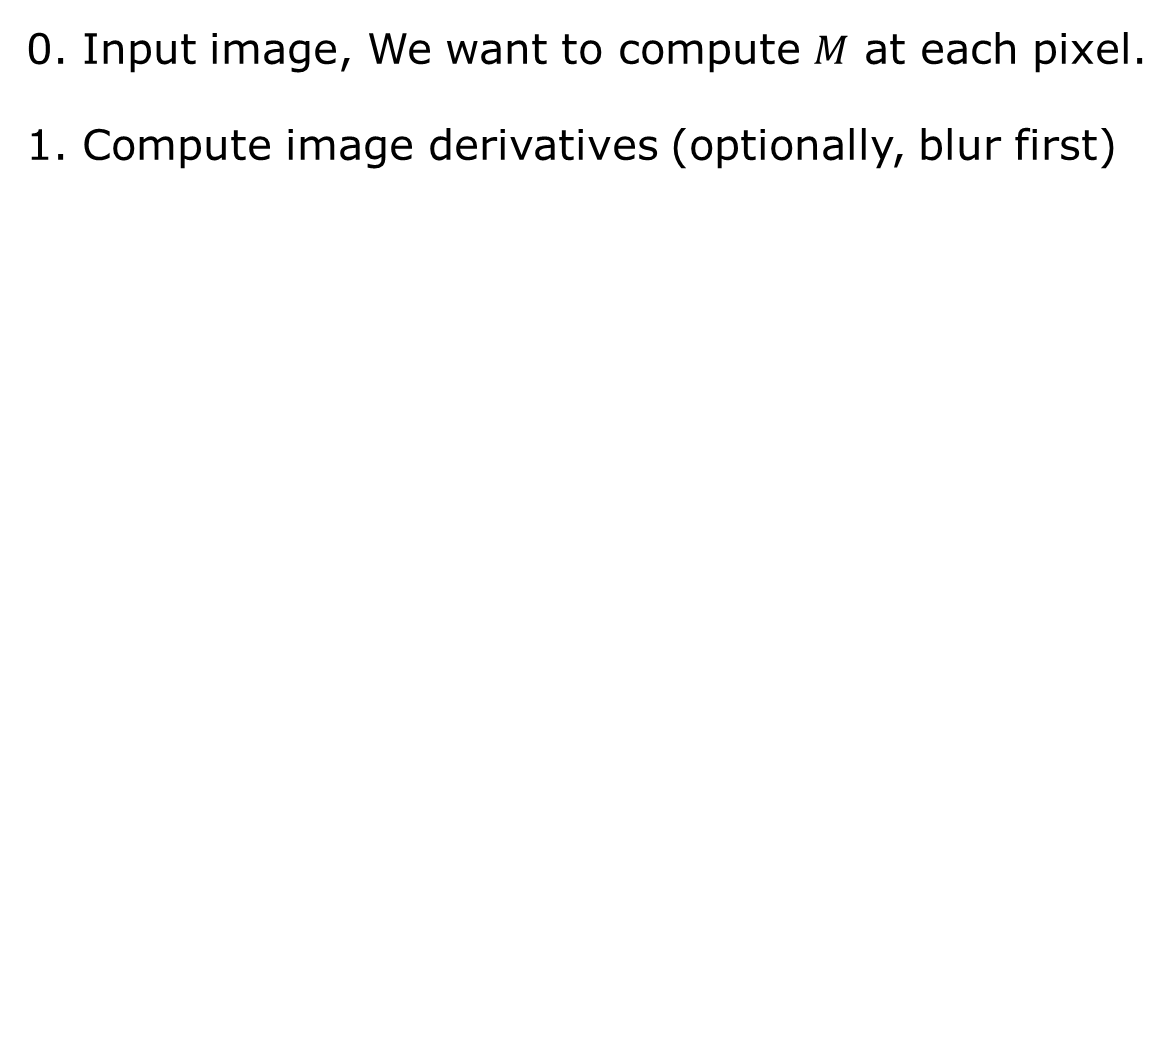 0. Input image, We want to compute M at each pixel.
1. Compute image derivatives (optionally, blur first)